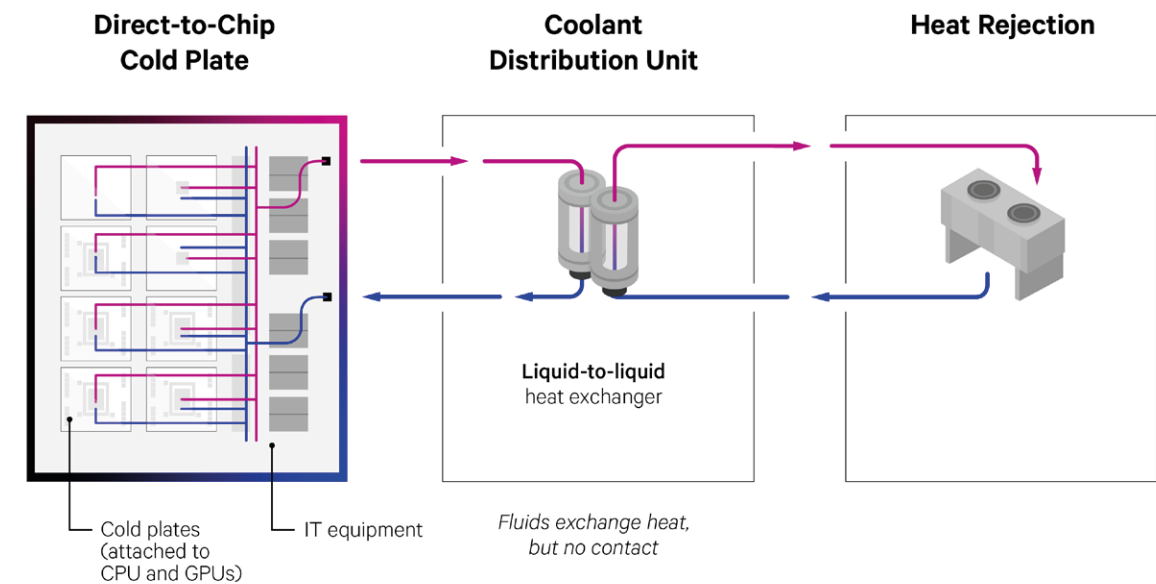 Direct-to-Chip
Cold Plate
Coolant
Distribution Unit
Heat Rejection
Liquid-to-liquid
heat exchanger
Cold plates
(attached to
CPU and GPUs)
IT equipment
Fluids exchange heat,
but no contact